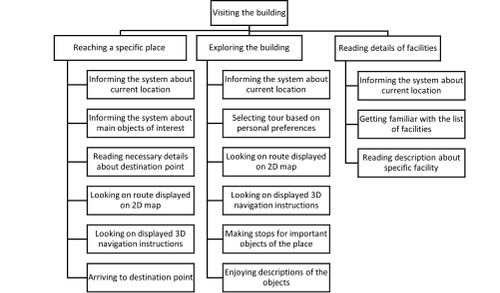 Visiting the building
Reaching a specific place
Informing the system about
current location
Informing the system about
main objects of interest
Reading necessary details
about destination point
Looking on route displayed
on 2D map
Looking on displayed 3D
navigation instructions
Arriving to destination point
Exploring the building
Informing the system about
current location
Selecting tour based on
personal preferences
Looking on route displayed
on 2D map
Looking on displayed 3D
navigation instructions
Making stops for important
objects of the place
Enjoying descriptions of the
objects
Reading details of facilities
Informing the system about
current location
Getting familiar with the list
of facilities
Reading description about
specific facility